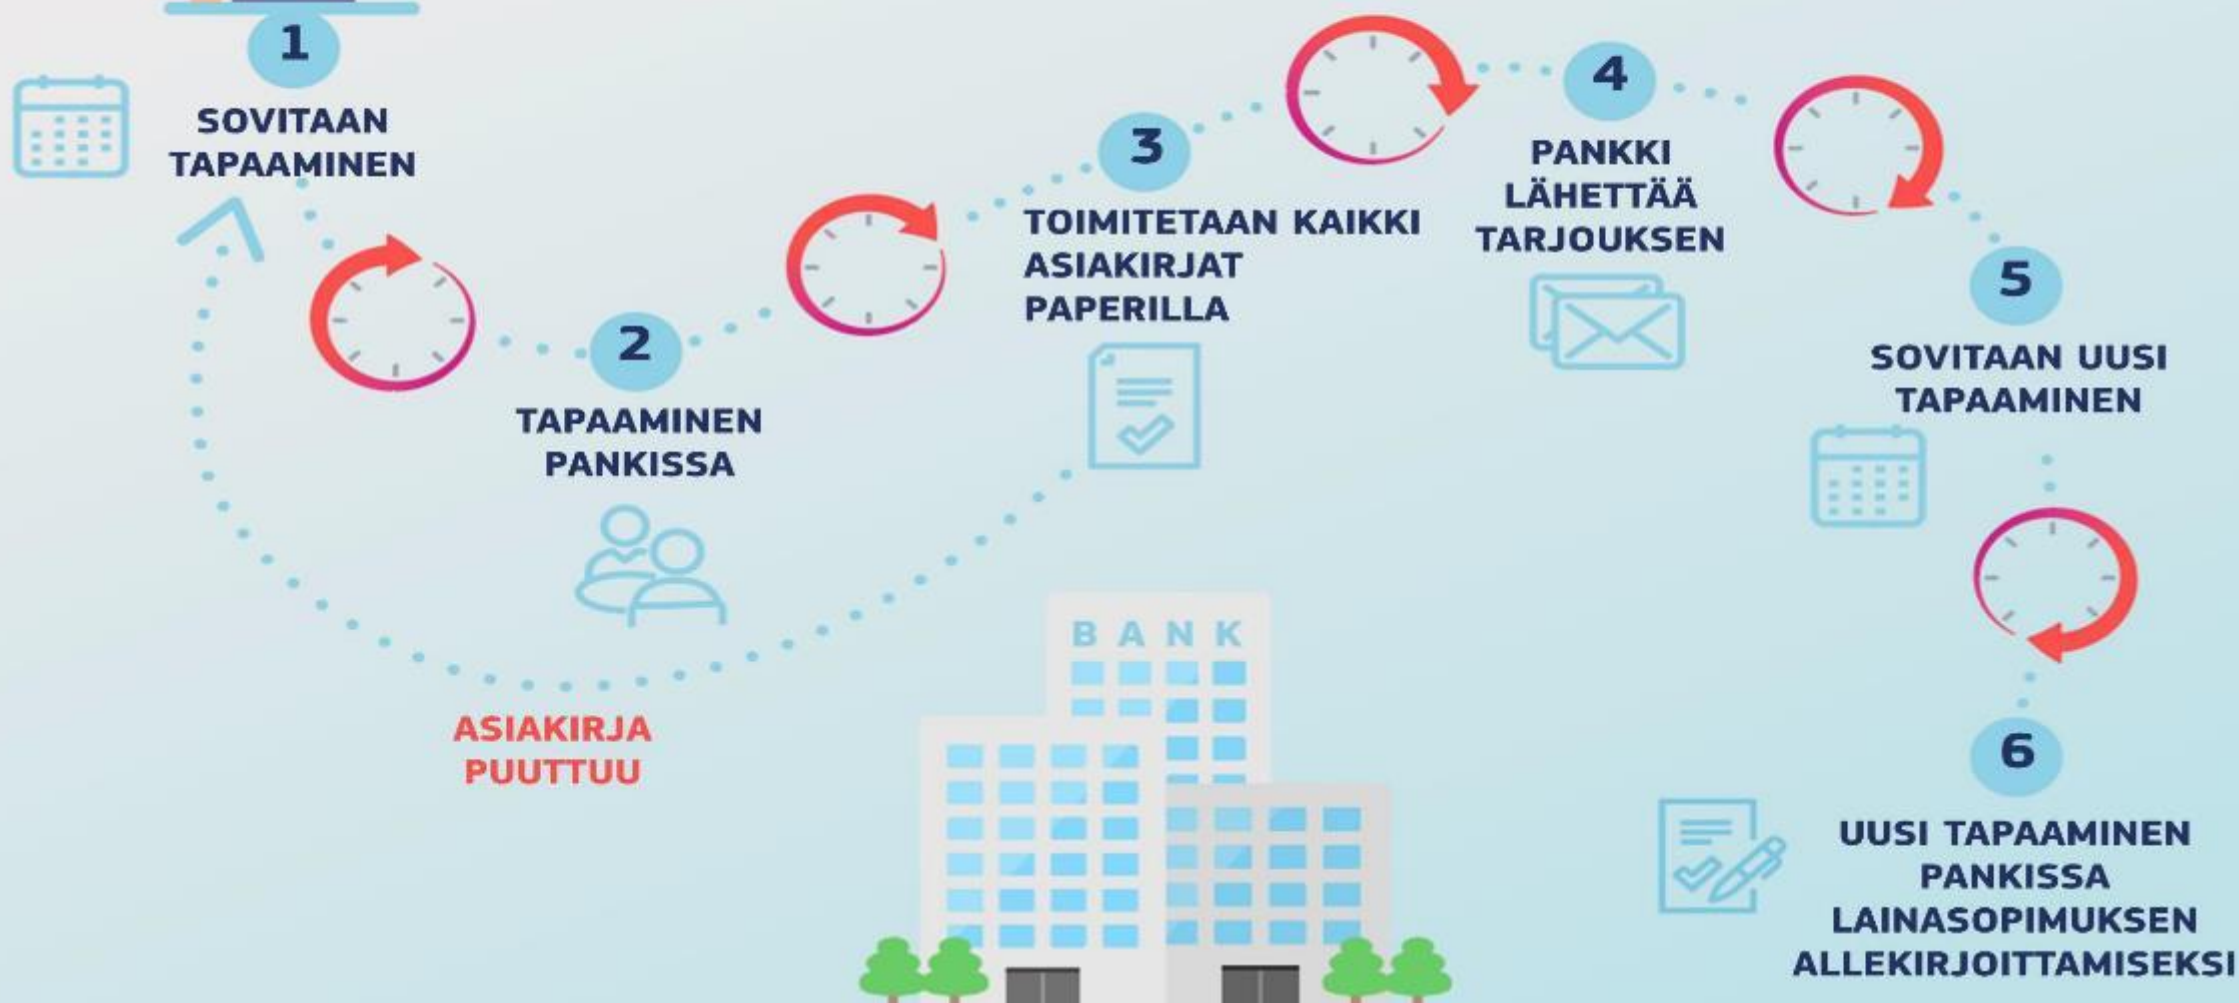 1
SOVITAAN
TAPAAMINEN
2
TAPAAMINEN
PANKISSA
3
TOIMITETAAN KAIKKI
ASIAKIRJAT
PAPERILLA
4
PANKKI
LÄHETTÄÄ
TARJOUKSEN
5
SOVITAAN UUSI
TAPAAMINEN
6
UUSI TAPAAMINEN
PANKISSA
LAINASOPIMUKSEN
ALLEKIRJOITTAMISEKSI
ASIAKIRJA
PUUTTUU
BANK